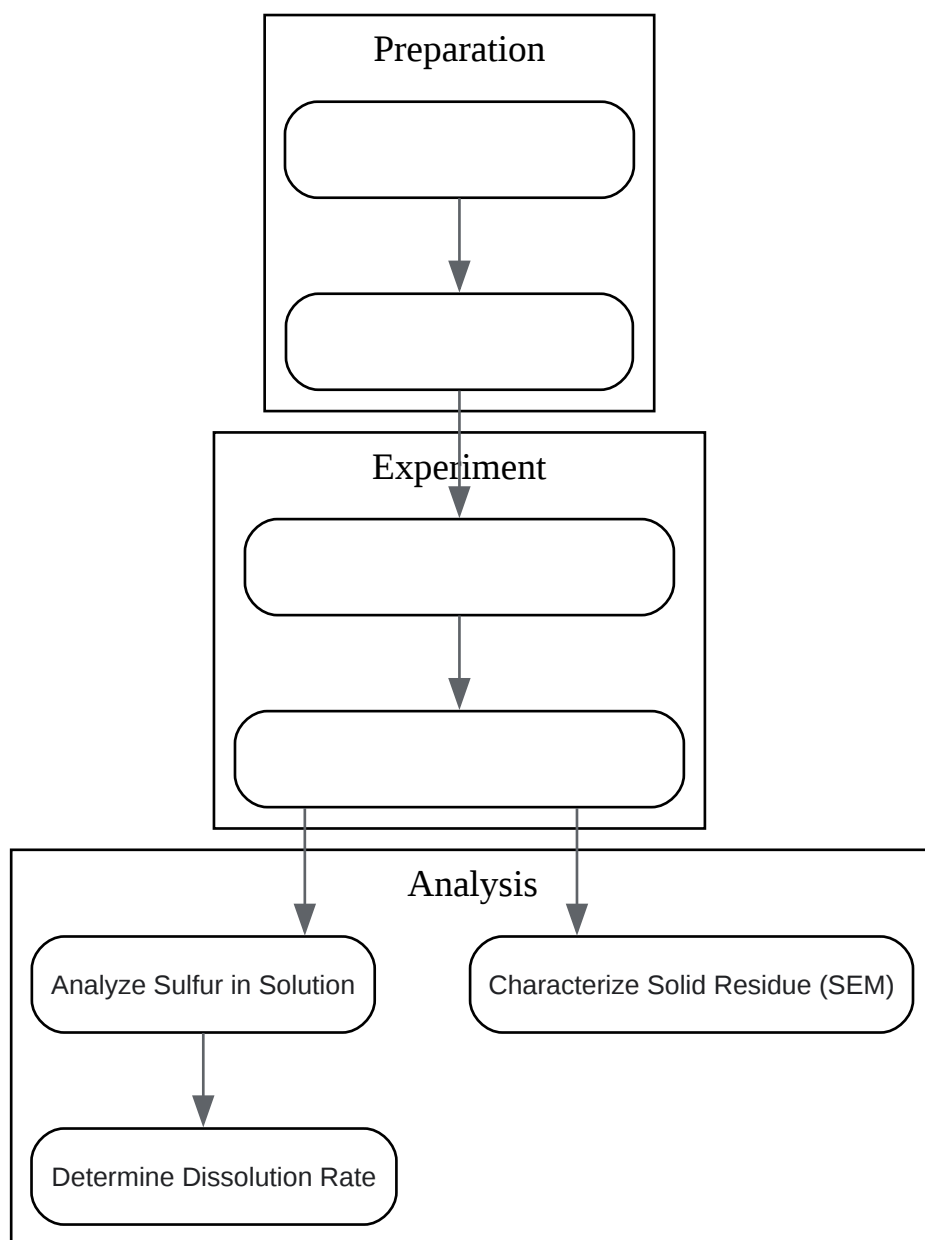 Preparation
Experiment
Analysis
Analyze Sulfur in Solution
Characterize Solid Residue (SEM)
Determine Dissolution Rate